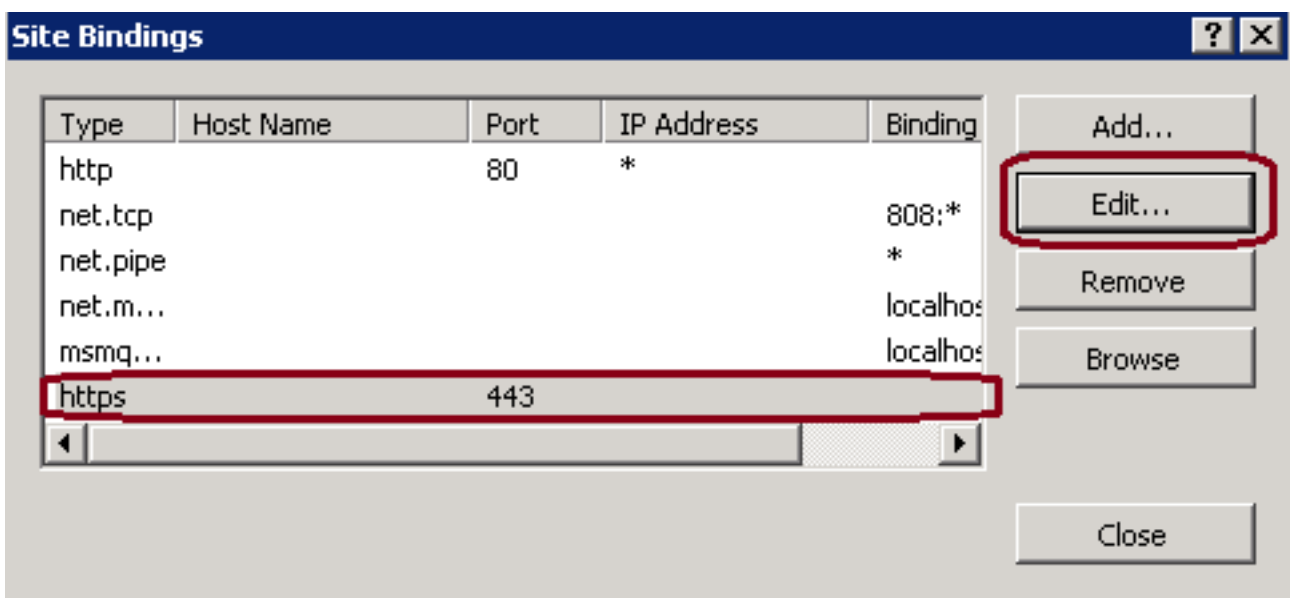 Site Bindings
Type Host Name Port IP Address Binding
http 80 *
net.tcp 808:*
net.pipe *
net.m... localhos
msmq... localhos
https 443
Add...
Edit...
Remove
Browse
Close